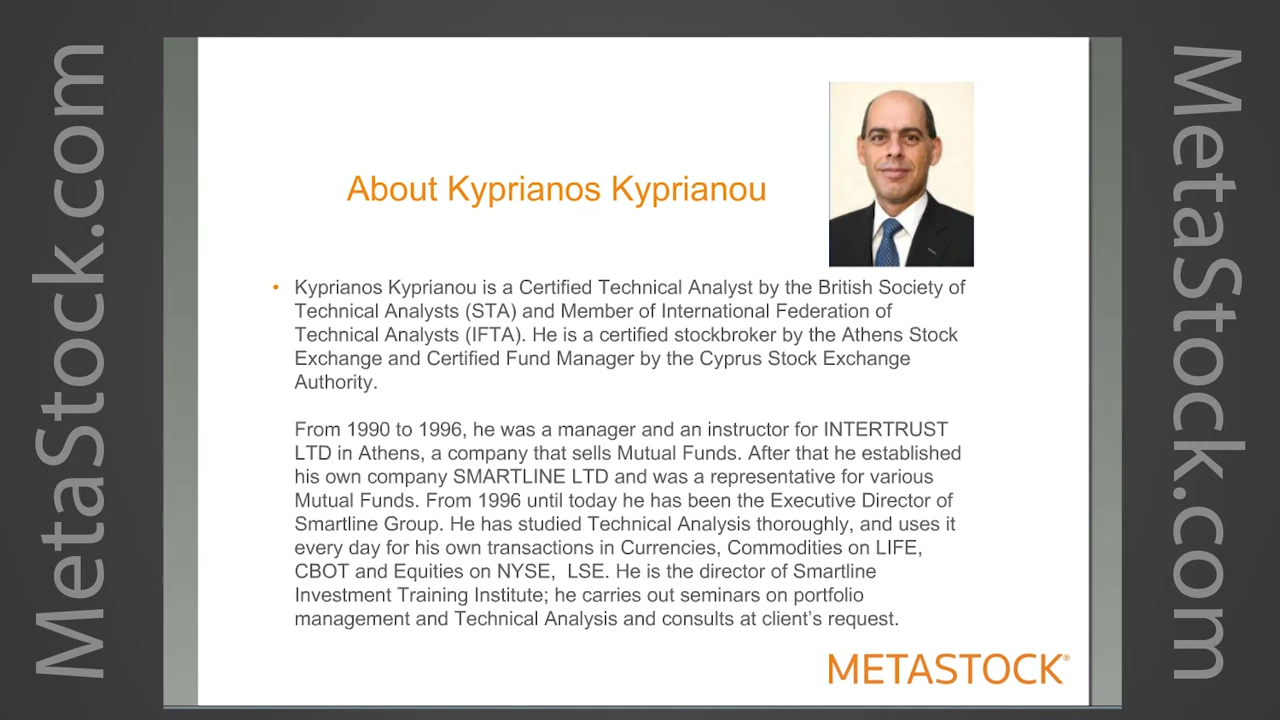 MetaStock.com
About Kyprianos Kyprianou
• Kyprianos Kyprianou is a Certified Technical Analyst by the British Society of
Technical Analysts (STA) and Member of International Federation of
Technical Analysts (IFTA). He is a certified stockbroker by the Athens Stock
Exchange and Certified Fund Manager by the Cyprus Stock Exchange
Authority.
From 1990 to 1996, he was a manager and an instructor for INTERTRUST
LTD in Athens, a company that sells Mutual Funds. After that he established
his own company SMARTLINE LTD and was a representative for various
Mutual Funds. From 1996 until today he has been the Executive Director of
Smartline Group. He has studied Technical Analysis thoroughly, and uses it
every day for his own transactions in Currencies, Commodities on LIFE,
CBOT and Equities on NYSE, LSE. He is the director of Smartline
Investment Training Institute; he carries out seminars on portfolio
management and Technical Analysis and consults at client's request.
METASTOCK®
MetaStock.com